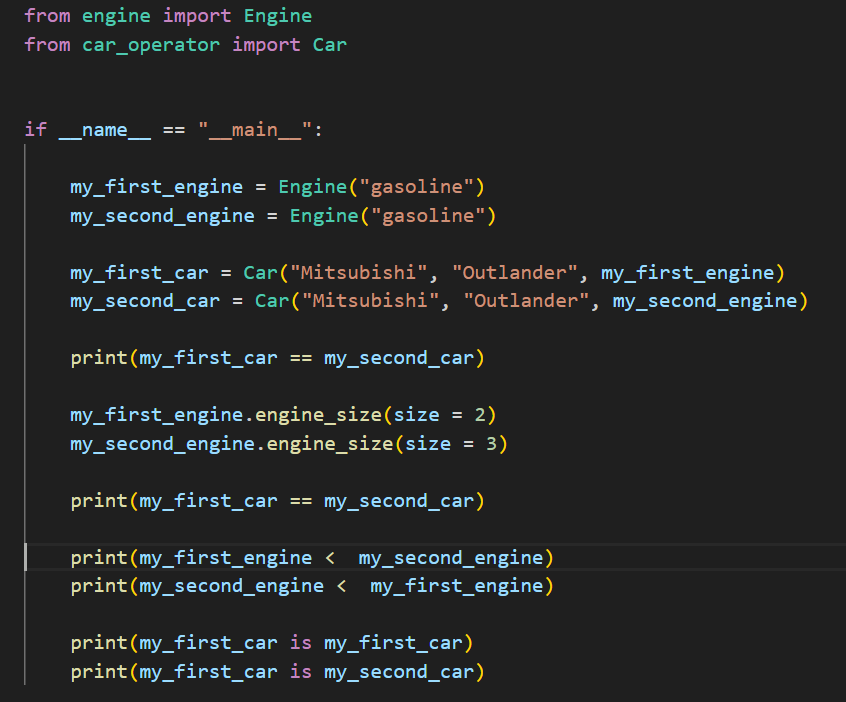 from engine import Engine
from car_operator import Car
if __name__ == "__main__":
my_first_engine = Engine("gasoline")
my_second_engine = Engine("gasoline")
my_first_car = Car("Mitsubishi", "Outlander", my_first_engine)
my_second_car = Car("Mitsubishi", "Outlander", my_second_engine)
print(my_first_car == my_second_car)
my_first_engine.engine_size(size = 2)
my_second_engine.engine_size(size = 3)
print(my_first_car == my_second_car)
print(my_first_engine <  my_second_engine)
print(my_second_engine <  my_first_engine)
print(my_first_car is my_first_car)
print(my_first_car is my_second_car)